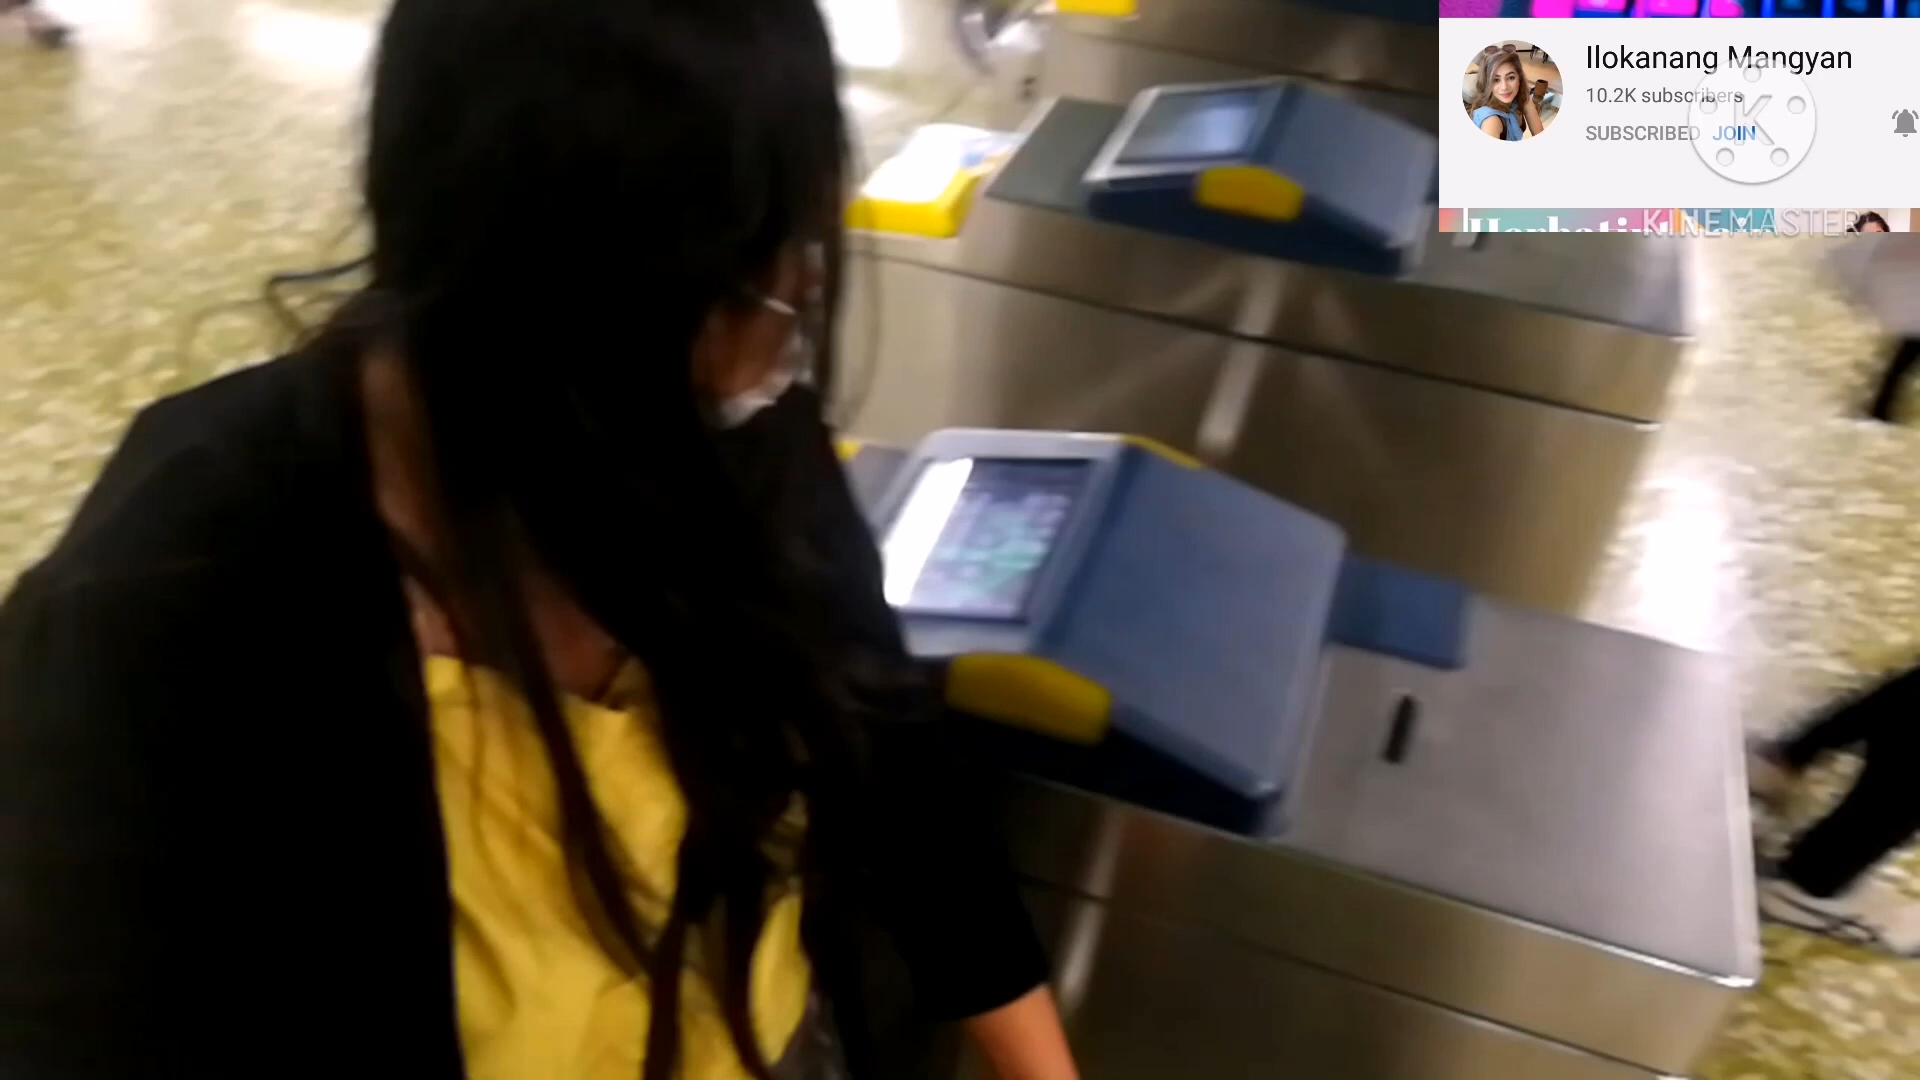 Ilokanang Mangyan
10.2K subscribers
SUBSCRIBED JOIN
KINEMASTER